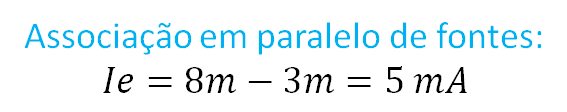 Associação em paralelo de fontes:
Ie = 8m − 3m = 5 mA